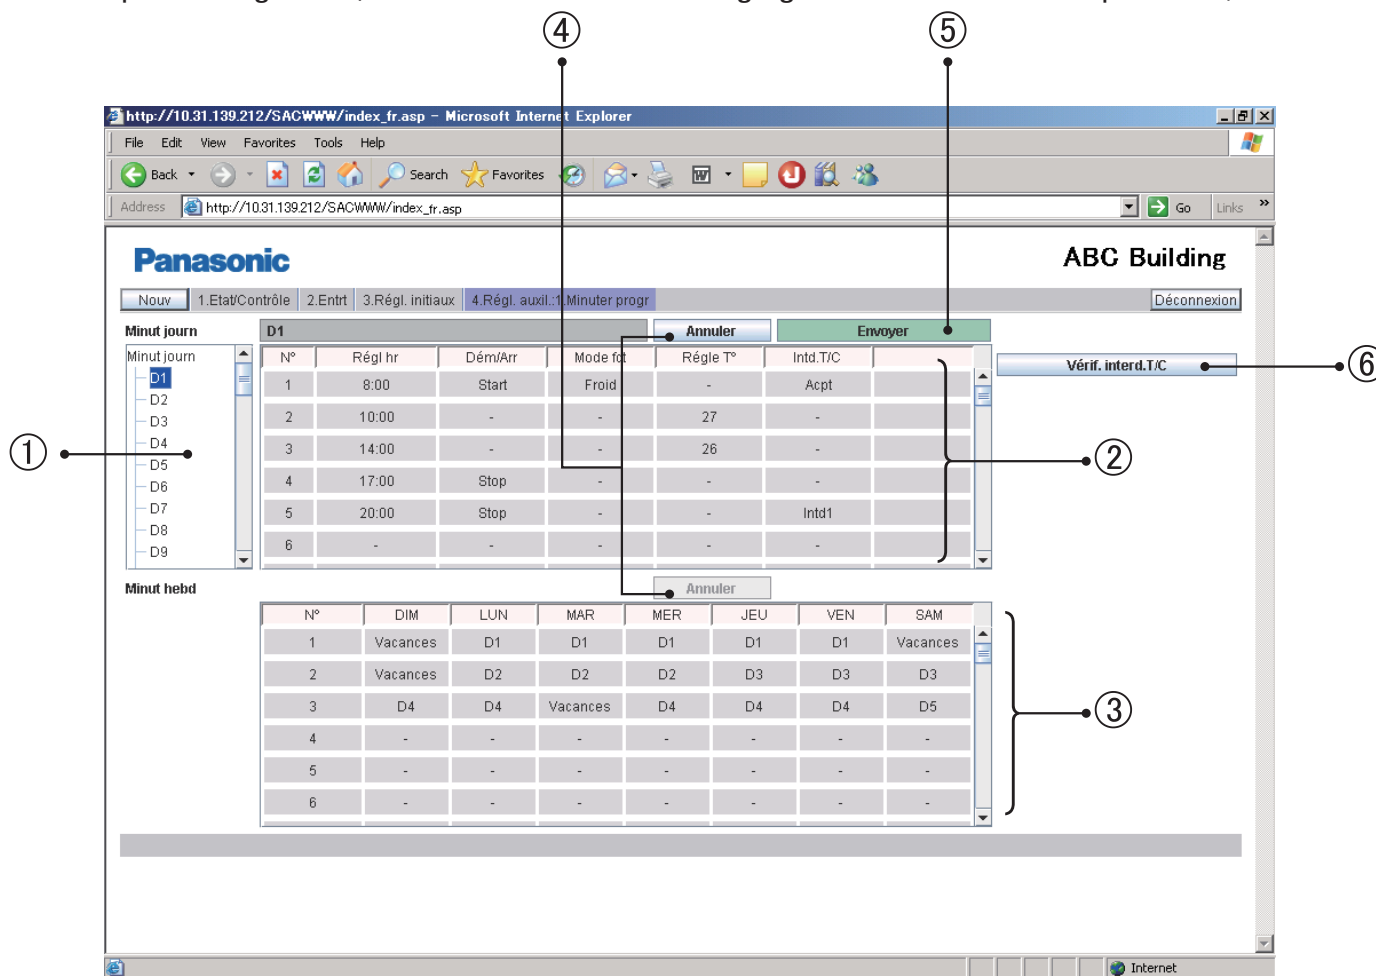 ④ ⑤
http://10.31.139.212/SACWWW/index_fr.asp - Microsoft Internet Explorer
File Edit View Favorites Tools Help
Back Search Favorites
Address http://10.31.139.212/SACWWW/index_fr.asp Go Links »
Panasonic ABC Building
Nouv 1.Etat/Contrôle 2.Entrt 3.Régl. initiaux 4.Régl. auxil.:1.Minuter progr Déconnexion
Minut journ D1 Annuler Envoyer
Minut journ N° Régl hr Dém/Arr Mode fct Régle T° Intd.T/C Vérif. interd.T/C ⑥
D1 1 8:00 Start Froid - Acpt
D2 2 10:00 - - 27 -
D3 3 14:00 - - 26 -
① D4 ②
D5 4 17:00 Stop - - -
D6
D7 5 20:00 Stop - - Intd1
D8 6 - - - - -
D9
Minut hebd Annuler
N° DIM LUN MAR MER JEU VEN SAM
1 Vacances D1 D1 D1 D1 D1 Vacances
2 Vacances D2 D2 D2 D3 D3 D3
3 D4 D4 Vacances D4 D4 D4 D5 ③
4 - - - - - - -
5 - - - - - - -
6 - - - - - - -
Internet